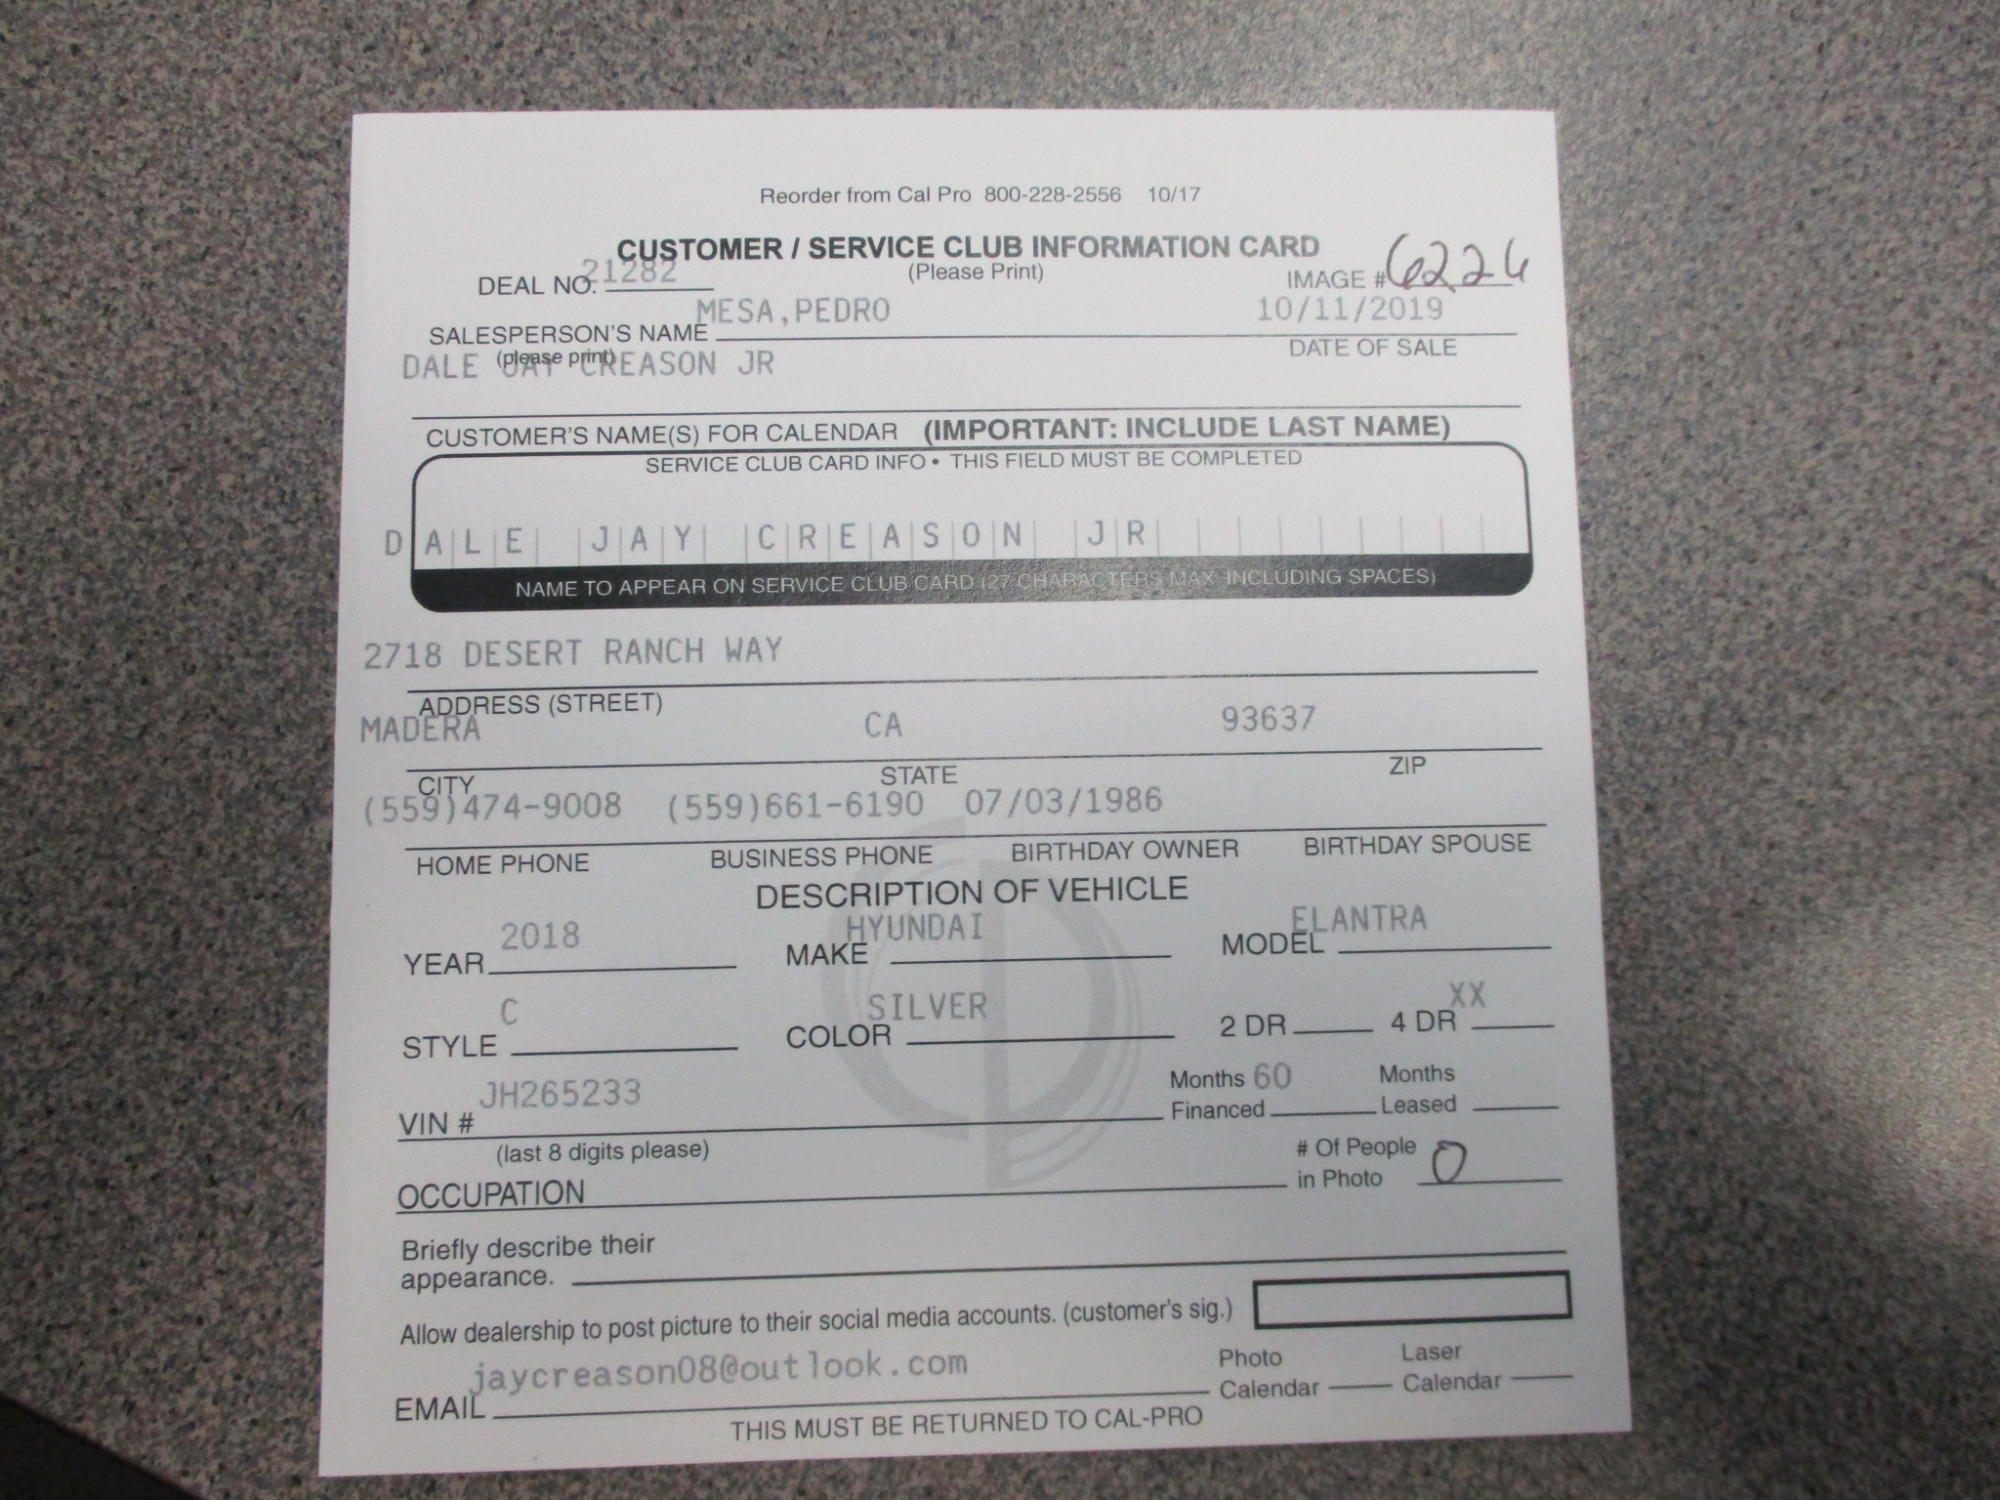 Reorder from Cal Pro 800-228-2556 10/17
CUSTOMER / SERVICE CLUB INFORMATION CARD
DEAL NO. 21282 (Please Print) IMAGE # 6226
SALESPERSON'S NAME MESA,PEDRO 10/11/2019
(please print) DATE OF SALE
DALE JAY CREASON JR
CUSTOMER'S NAME(S) FOR CALENDAR (IMPORTANT: INCLUDE LAST NAME)
SERVICE CLUB CARD INFO • THIS FIELD MUST BE COMPLETED
DALE JAY CREASON JR
NAME TO APPEAR ON SERVICE CLUB CARD (27 CHARACTERS MAX INCLUDING SPACES)
2718 DESERT RANCH WAY
ADDRESS (STREET)
MADERA CA 93637
CITY STATE ZIP
(559)474-9008 (559)661-6190 07/03/1986
HOME PHONE BUSINESS PHONE BIRTHDAY OWNER BIRTHDAY SPOUSE
DESCRIPTION OF VEHICLE
YEAR 2018 MAKE HYUNDAI MODEL ELANTRA
STYLE C COLOR SILVER 2 DR 4 DR XX
VIN # JH265233 Months Financed 60 Months Leased
(last 8 digits please)
OCCUPATION # Of People in Photo 0
Briefly describe their
appearance.
Allow dealership to post picture to their social media accounts. (customer's sig.)
EMAIL jaycreason08@outlook.com Photo Calendar Laser Calendar
THIS MUST BE RETURNED TO CAL-PRO